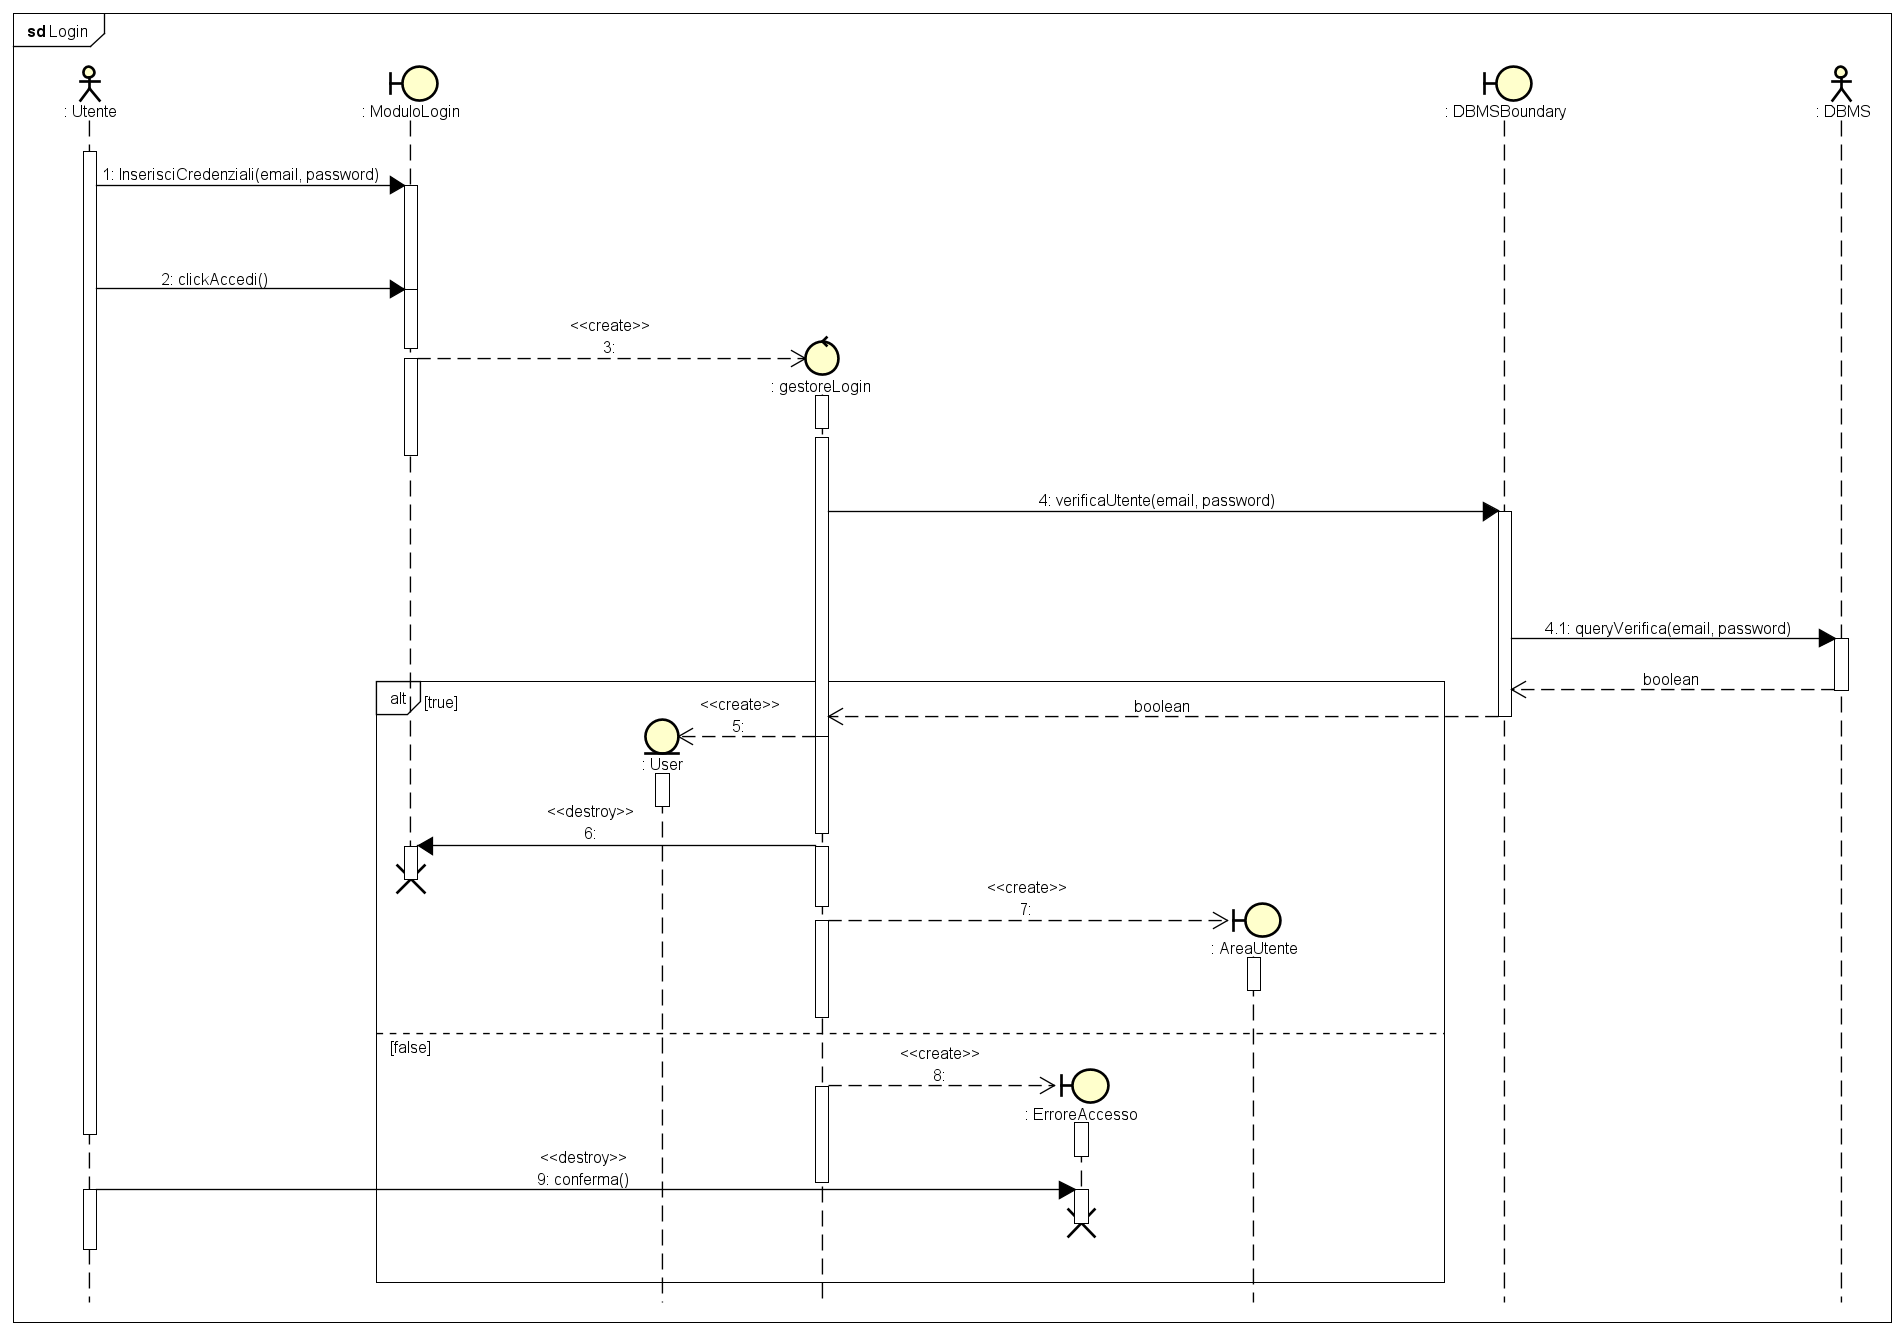 sd Login
: Utente
: ModuloLogin
: DBMSBoundary
: DBMS
1: InserisciCredenziali(email, password)
2: clickAccedi()
<<create>>
3:
: gestoreLogin
4: verificaUtente(email, password)
4.1: queryVerifica(email, password)
boolean
alt
[true]
<<create>>
5:
boolean
: User
<<destroy>>
6:
<<create>>
7:
: AreaUtente
[false]
<<create>>
8:
: ErroreAccesso
<<destroy>>
9: conferma()